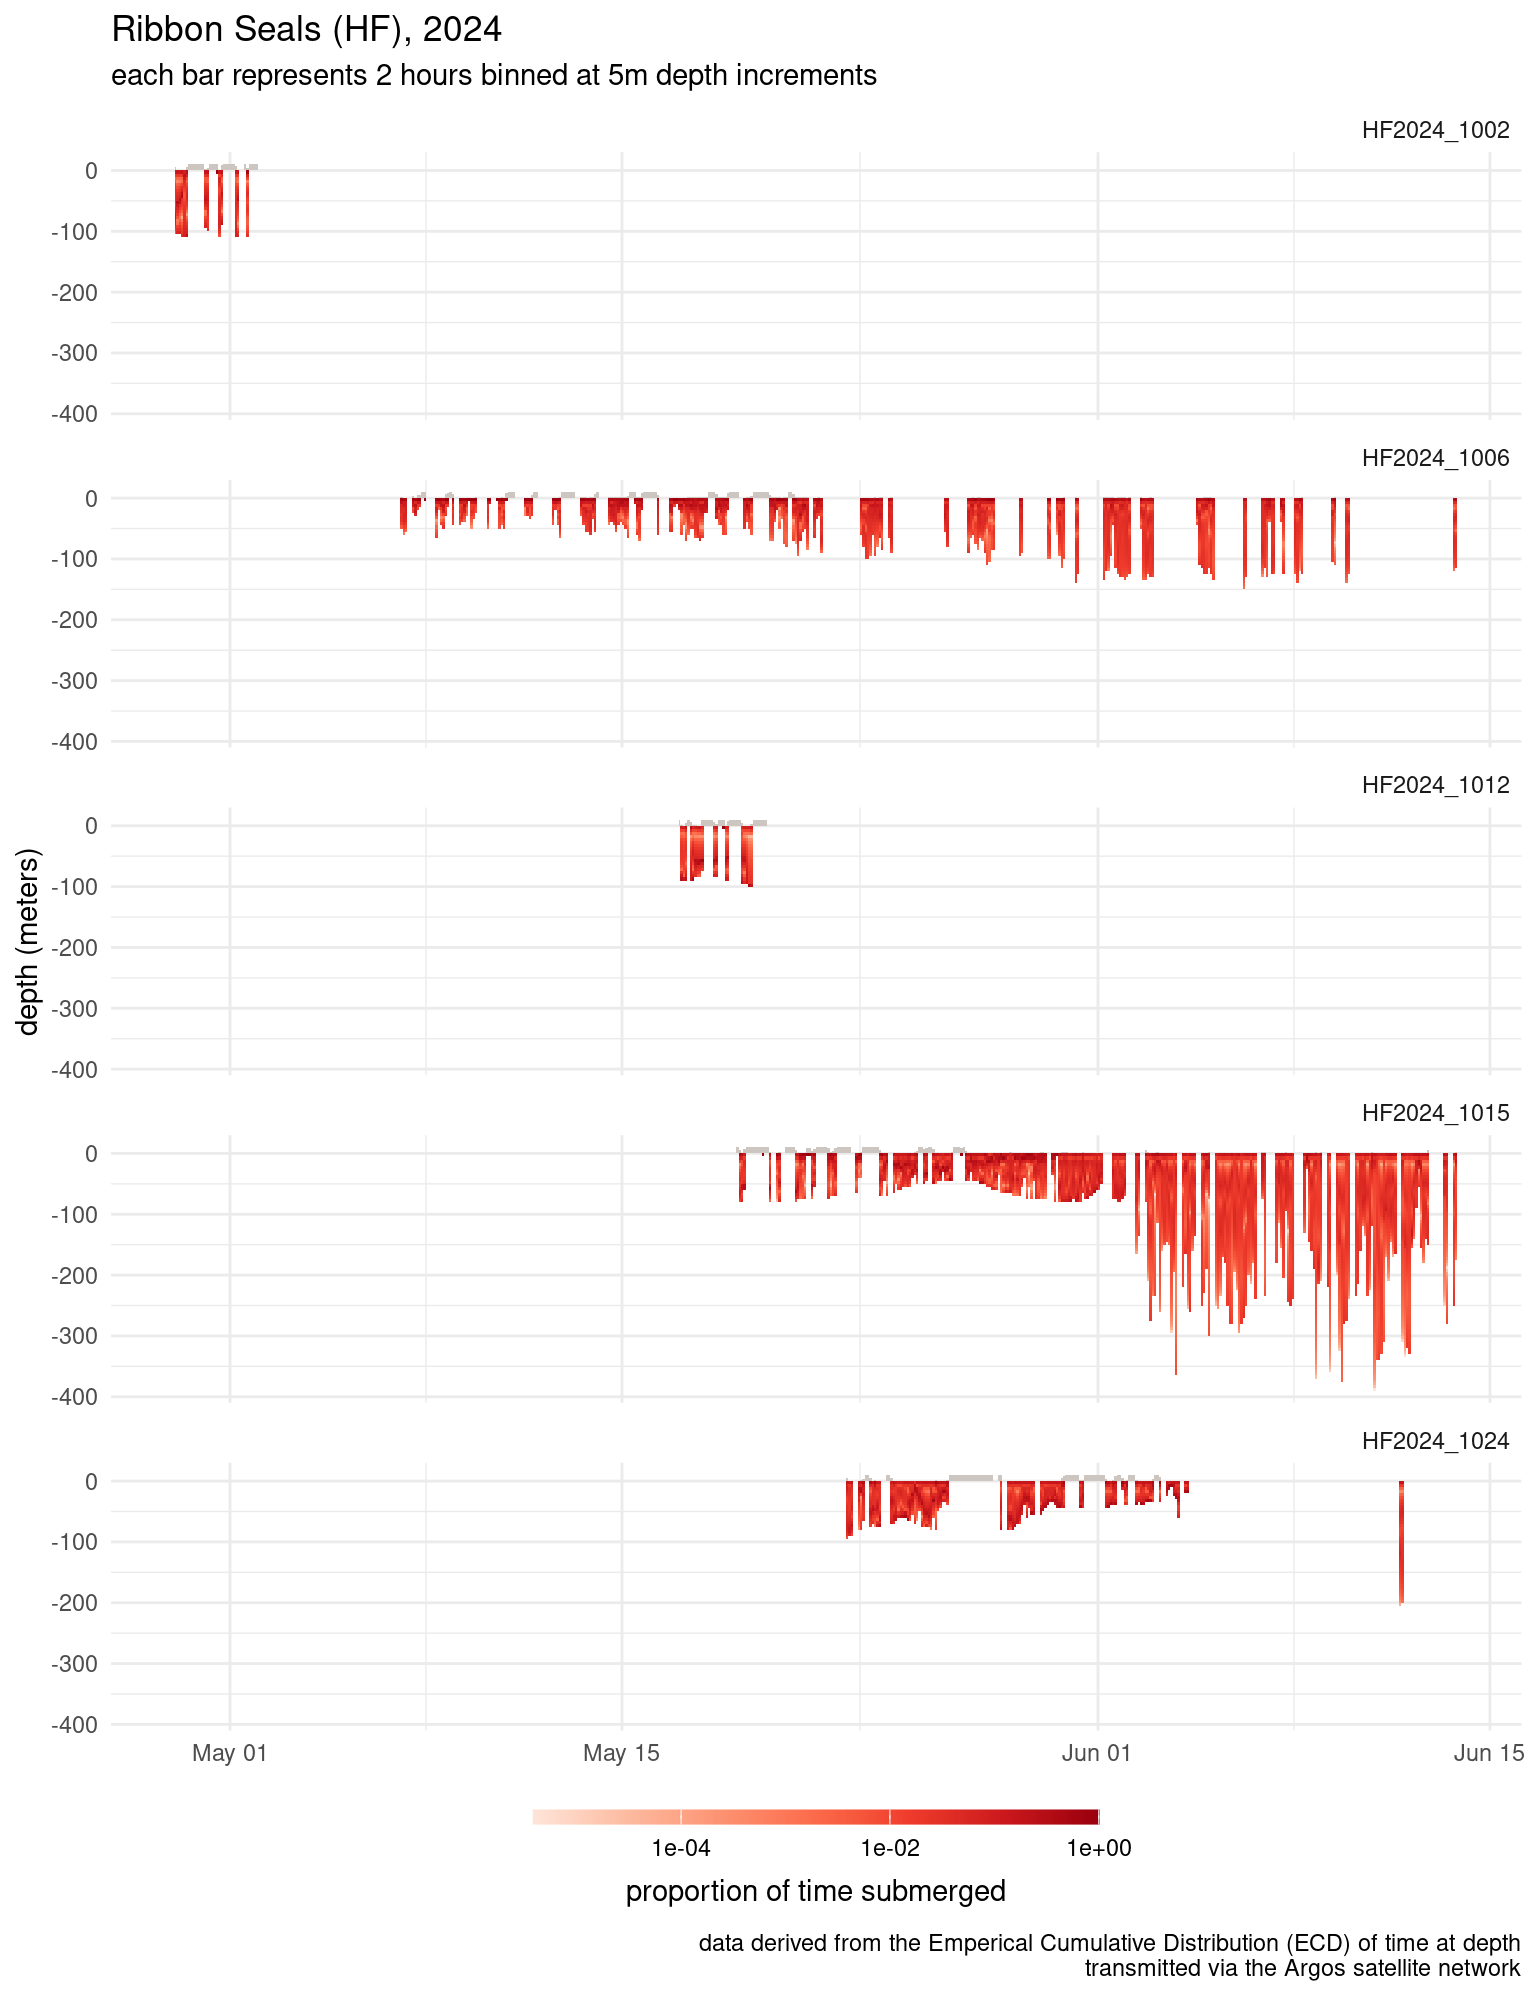 Ribbon Seals (HF), 2024
each bar represents 2 hours binned at 5m depth increments
HF2024_1002
0
-100
-200
-300
-400
HF2024_1006
0
-100
-200
-300
-400
HF2024_1012
0
-100
-200
-300
-400
depth (meters)
HF2024_1015
0
-100
-200
-300
-400
HF2024_1024
0
-100
-200
-300
-400
May 01 May 15 Jun 01 Jun 15
1e-04 1e-02 1e+00
proportion of time submerged
data derived from the Emperical Cumulative Distribution (ECD) of time at depth
transmitted via the Argos satellite network